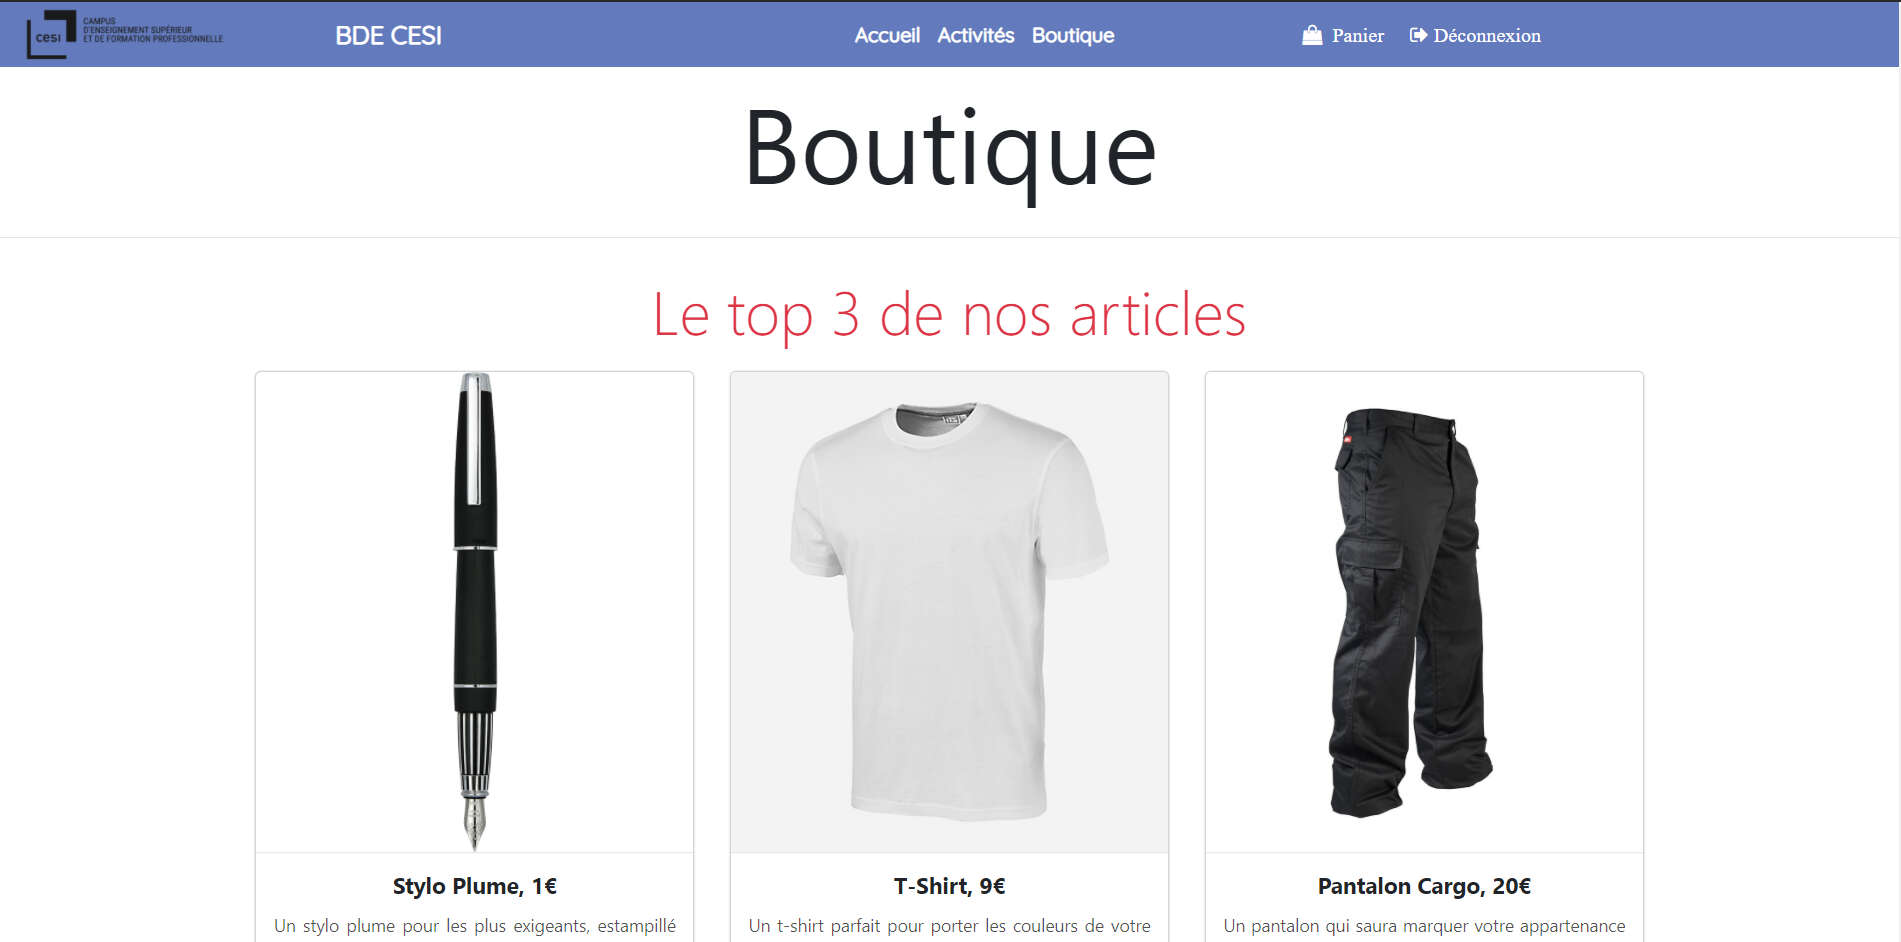 cesi
CAMPUS
D'ENSEIGNEMENT SUPÉRIEUR
ET DE FORMATION PROFESSIONNELLE
BDE CESI
Accueil Activités Boutique
Panier Déconnexion
Boutique
Le top 3 de nos articles
Stylo Plume, 1€
Un stylo plume pour les plus exigeants, estampillé
T-Shirt, 9€
Un t-shirt parfait pour porter les couleurs de votre
Pantalon Cargo, 20€
Un pantalon qui saura marquer votre appartenance